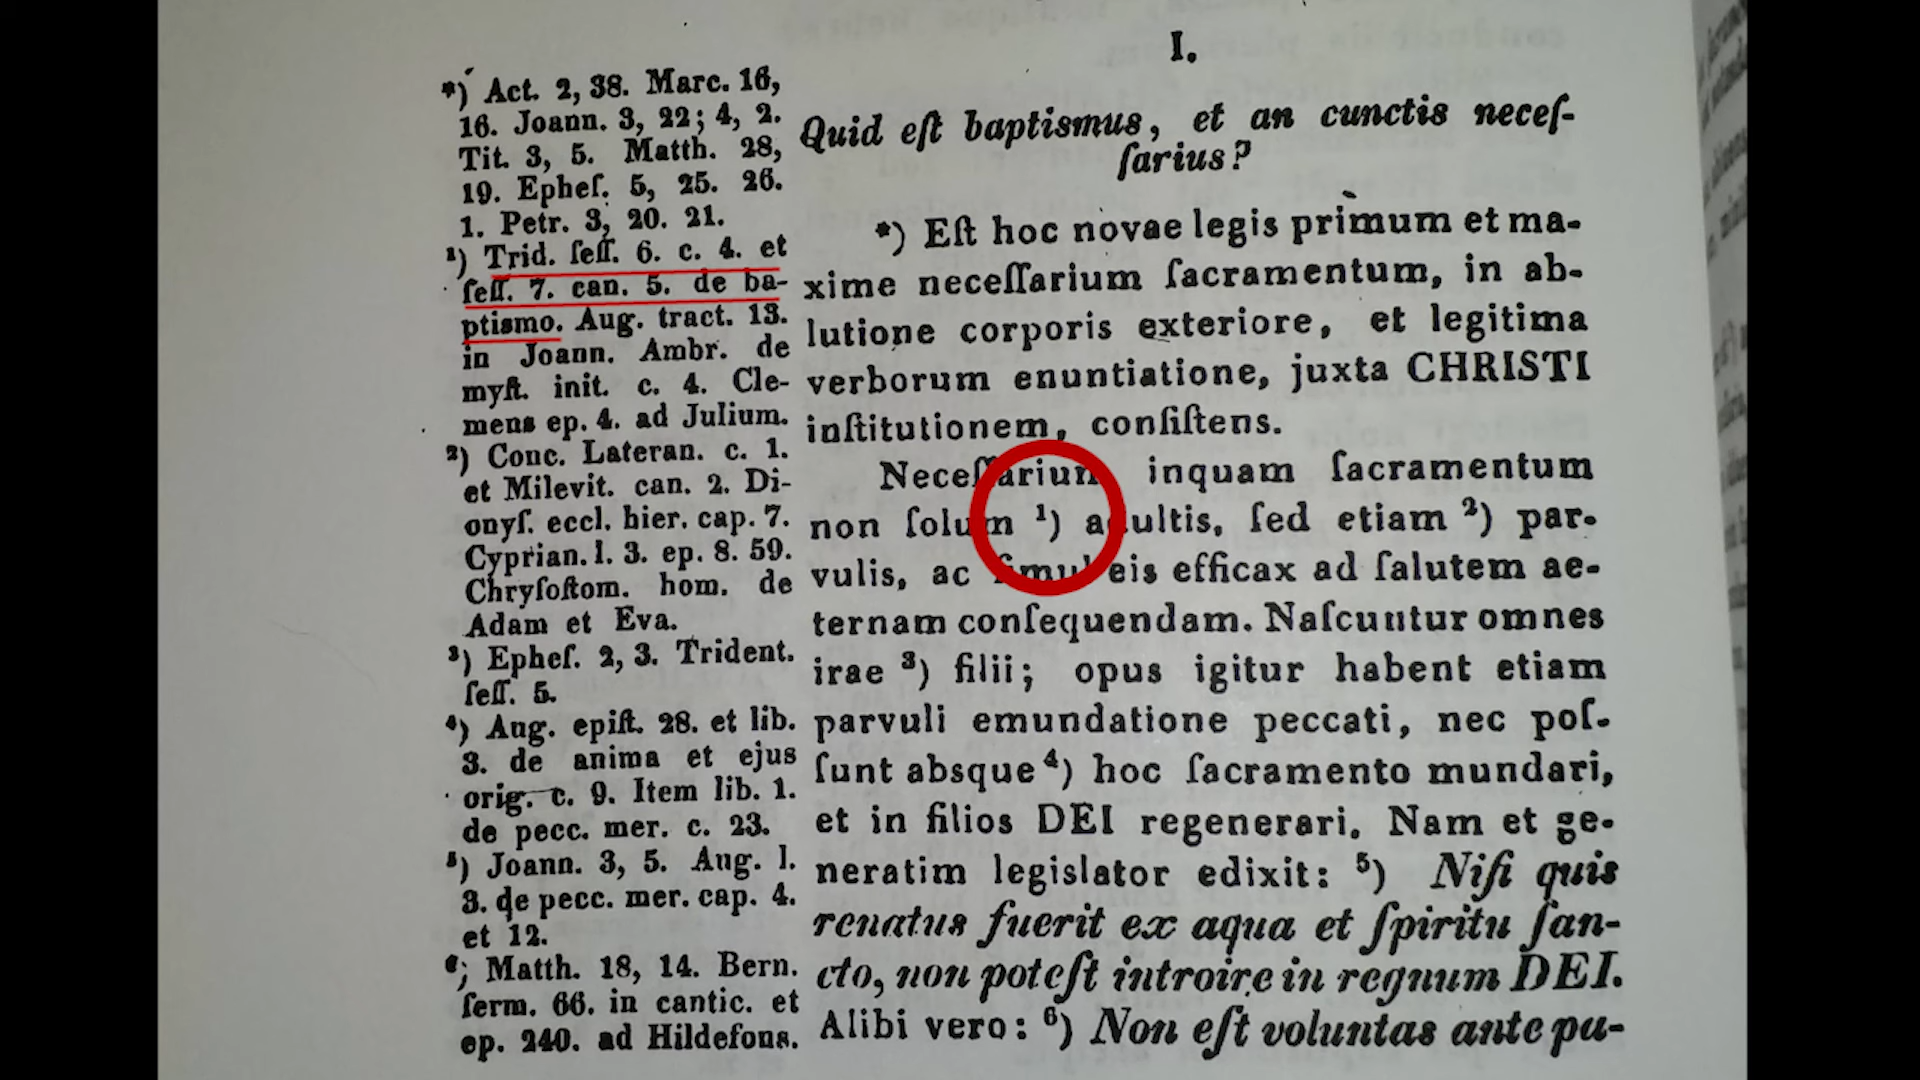 *) Act. 2, 38. Marc. 16,
16. Joann. 3, 22; 4, 2.
Tit. 3, 5. Matth. 28,
19. Epheſ. 5, 25. 26.
1. Petr. 3, 20. 21.
¹) Trid. ſeſſ. 6. c. 4. et
ſeſſ. 7. can. 5. de ba-
ptismo. Aug. tract. 13.
in Joann. Ambr. de
myſt. init. c. 4. Cle-
mens ep. 4. ad Julium.
²) Conc. Lateran. c. 1.
et Milevit. can. 2. Di-
onyſ. eccl. hier. cap. 7.
Cyprian. l. 3. ep. 8. 59.
Chryſoſtom. hom. de
Adam et Eva.
³) Epheſ. 2, 3. Trident.
ſeſſ. 5.
⁴) Aug. epiſt. 28. et lib.
3. de anima et ejus
orig. c. 9. Item lib. 1.
de pecc. mer. c. 23.
⁵) Joann. 3, 5. Aug. l.
3. de pecc. mer. cap. 4.
et 12.
⁶; Matth. 18, 14. Bern.
ſerm. 66. in cantic. et
ep. 240. ad Hildefons.
I.
Quid eſt baptismus, et an cunctis neceſ-
ſarius?
*) Eſt hoc novae legis primum et ma-
xime neceſſarium ſacramentum, in ab-
lutione corporis exteriore, et legitima
verborum enuntiatione, juxta CHRISTI
inſtitutionem, conſiſtens.
Neceſſarium inquam ſacramentum
non ſolum ¹) adultis, ſed etiam ²) par-
vulis, ac ſimul eis efficax ad ſalutem ae-
ternam conſequendam. Naſcuntur omnes
irae ³) filii; opus igitur habent etiam
parvuli emundatione peccati, nec poſ-
ſunt absque ⁴) hoc ſacramento mundari,
et in filios DEI regenerari. Nam et ge-
neratim legislator edixit: ⁵) Niſi quis
renatus fuerit ex aqua et ſpiritu ſan-
cto, non poteſt introire in regnum DEI.
Alibi vero: ⁶) Non eſt voluntas ante pa-